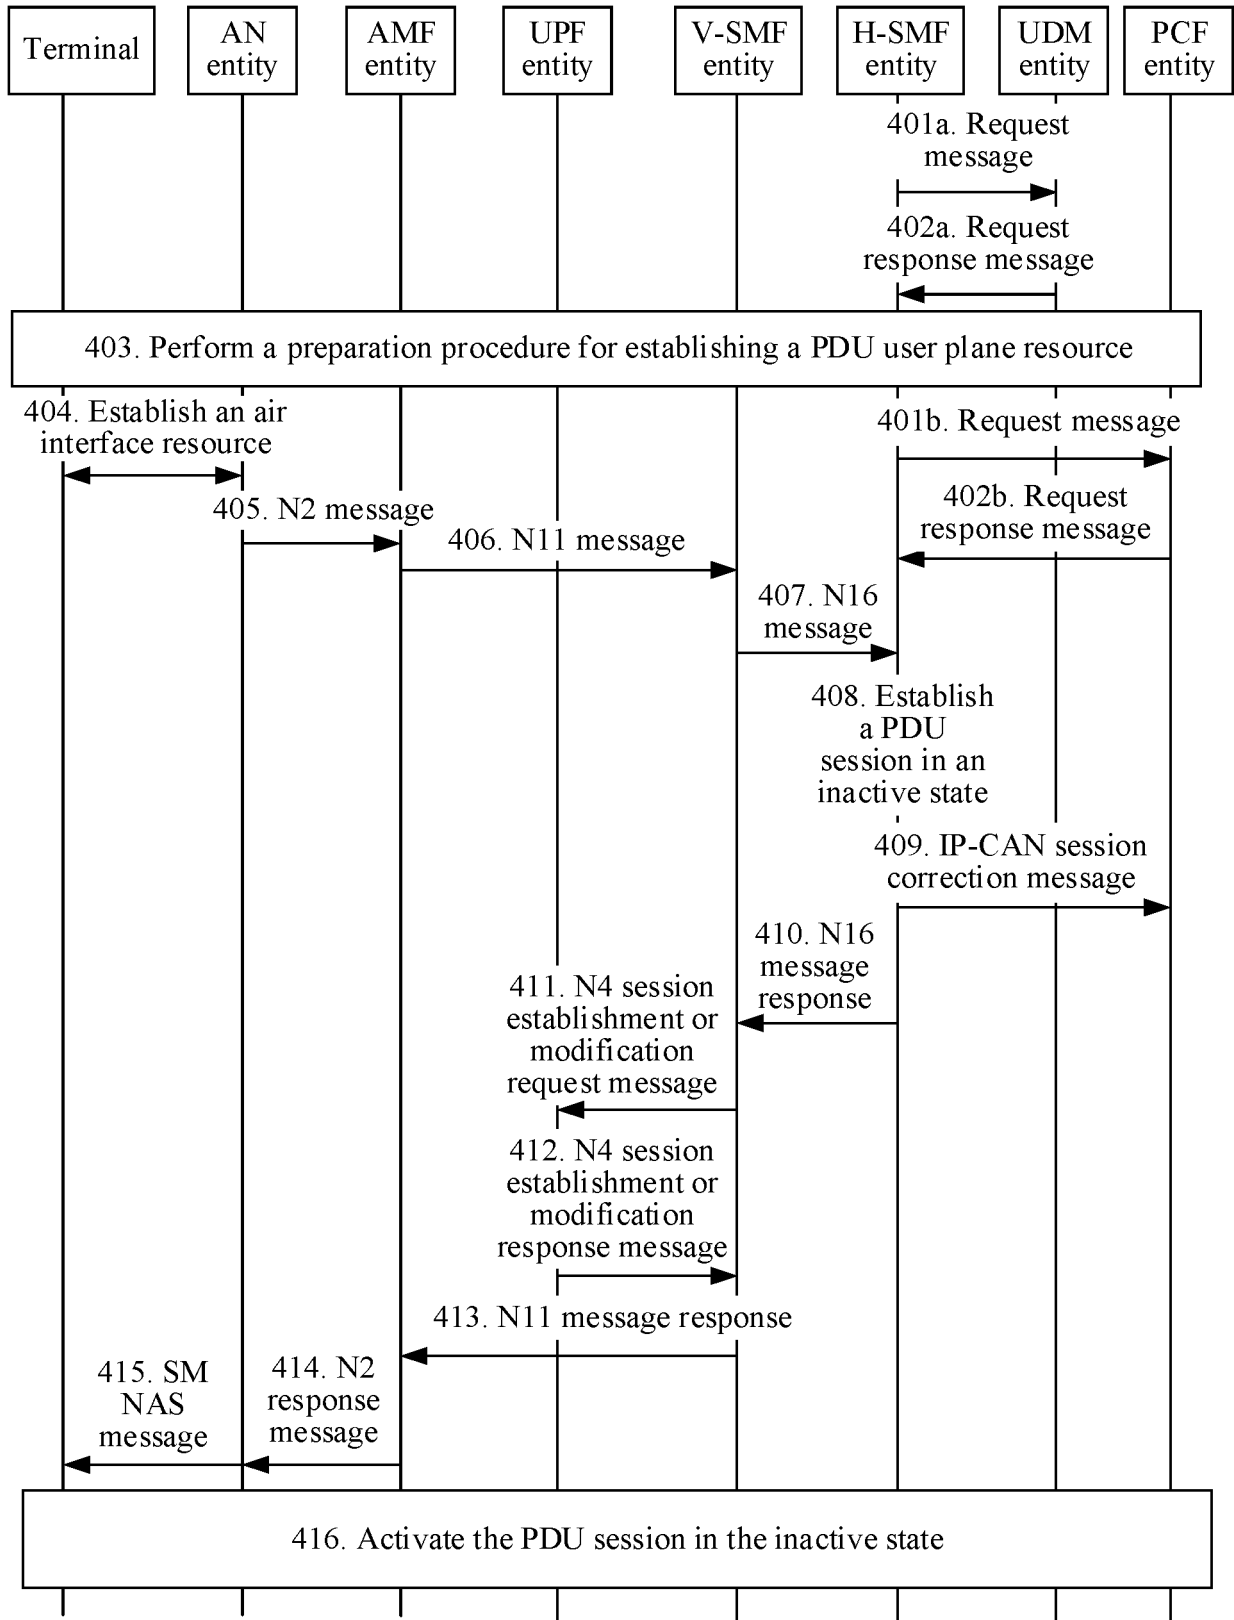 Terminal
AN
entity
AMF
entity
UPF
entity
V-SMF
entity
H-SMF
entity
UDM
entity
PCF
entity
401a. Request
message
402a. Request
response message
403. Perform a preparation procedure for establishing a PDU user plane resource
404. Establish an air
interface resource
401b. Request message
402b. Request
response message
405. N2 message
406. N11 message
407. N16
message
408. Establish
a PDU
session in an
inactive state
409. IP-CAN session
correction message
410. N16
message
response
411. N4 session
establishment or
modification
request message
412. N4 session
establishment or
modification
response message
413. N11 message response
414. N2
response
message
415. SM
NAS
message
416. Activate the PDU session in the inactive state